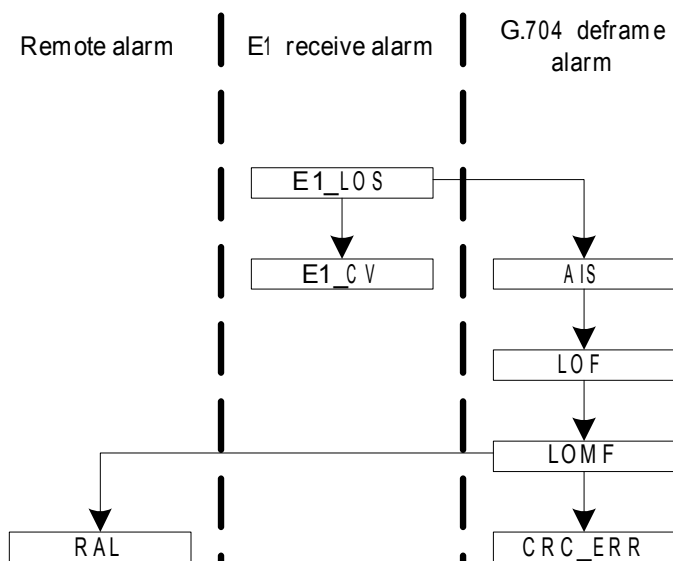 Remote alarm
E1 receive alarm
G.704 deframe
alarm
E1_LOS
E1_CV
AIS
LOF
LOMF
RAL
CRC_ERR